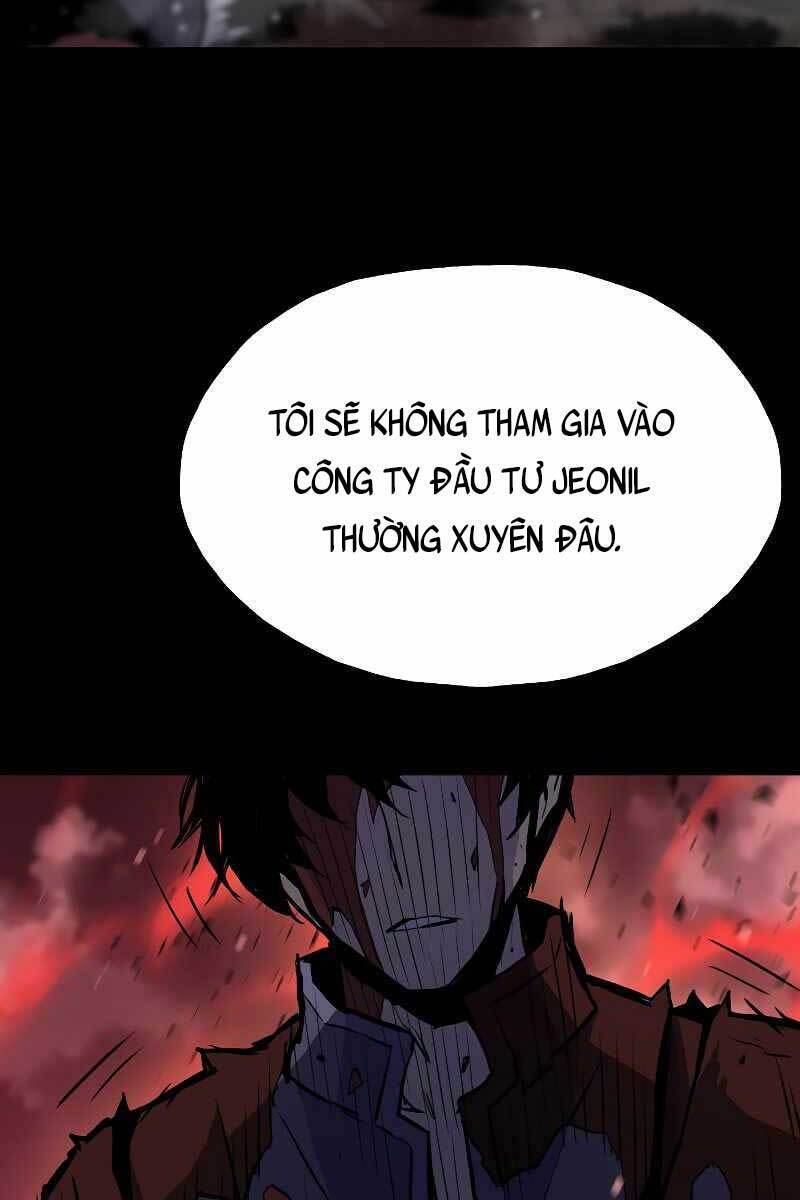 TÔI SẼ KHÔNG THAM GIA VÀO
CÔNG TY ĐẦU TƯ JEONIL
THƯỜNG XUYÊN ĐÂU.